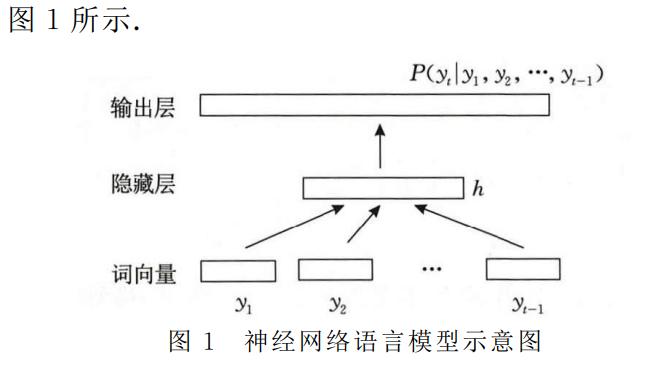 图 1 所示.
P(y_t|y_1, y_2, …, y_{t-1})
输出层
隐藏层 h
词向量 …
y_1 y_2 y_{t-1}
图 1 神经网络语言模型示意图